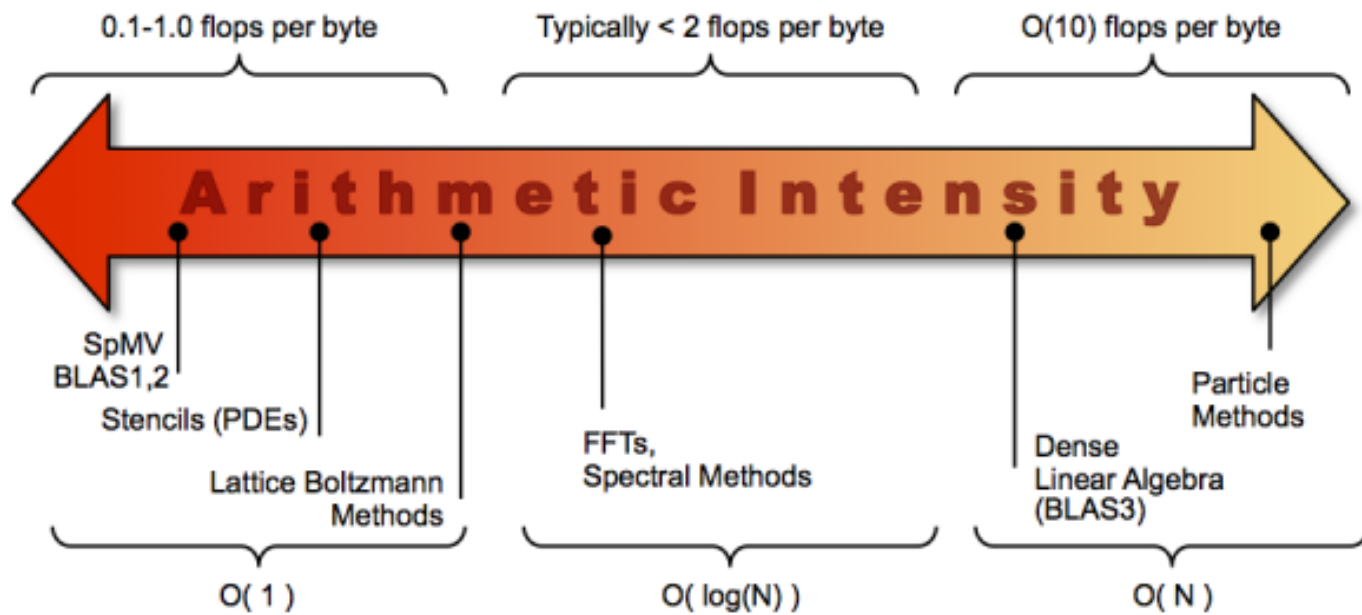 0.1-1.0 flops per byte
Typically < 2 flops per byte
O(10) flops per byte
Arithmetic Intensity
SpMV
BLAS1,2
Stencils (PDEs)
Lattice Boltzmann
Methods
FFTs,
Spectral Methods
Dense
Linear Algebra
(BLAS3)
Particle
Methods
O( 1 )
O( log(N) )
O( N )